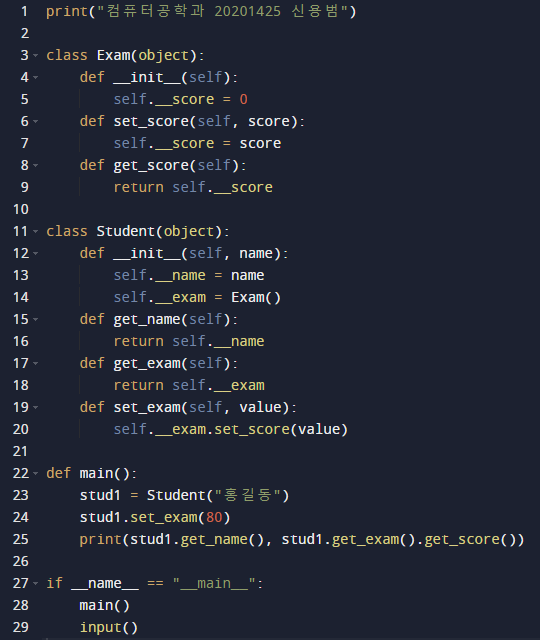 1 print("컴퓨터공학과 20201425 신용범")
2
3 class Exam(object):
4     def __init__(self):
5         self.__score = 0
6     def set_score(self, score):
7         self.__score = score
8     def get_score(self):
9         return self.__score
10
11 class Student(object):
12     def __init__(self, name):
13         self.__name = name
14         self.__exam = Exam()
15     def get_name(self):
16         return self.__name
17     def get_exam(self):
18         return self.__exam
19     def set_exam(self, value):
20         self.__exam.set_score(value)
21
22 def main():
23     stud1 = Student("홍길동")
24     stud1.set_exam(80)
25     print(stud1.get_name(), stud1.get_exam().get_score())
26
27 if __name__ == "__main__":
28     main()
29     input()